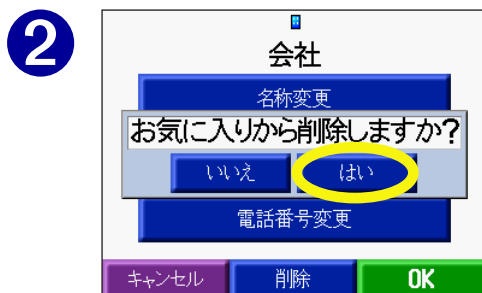 2
会社
名称変更
お気に入りから削除しますか?
いいえ はい
電話番号変更
キャンセル 削除 OK